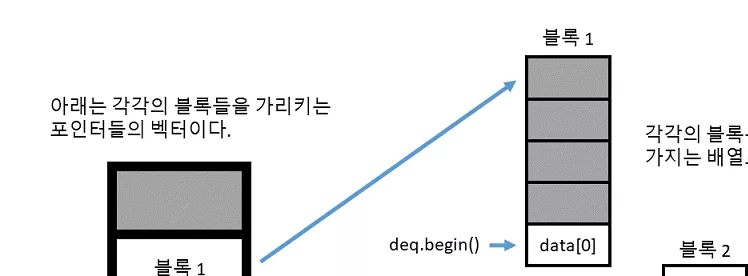 블록 1
아래는 각각의 블록들을 가리키는
포인터들의 벡터이다.
각각의 블록
가지는 배열
deq.begin()
data[0]
블록 1
블록 2